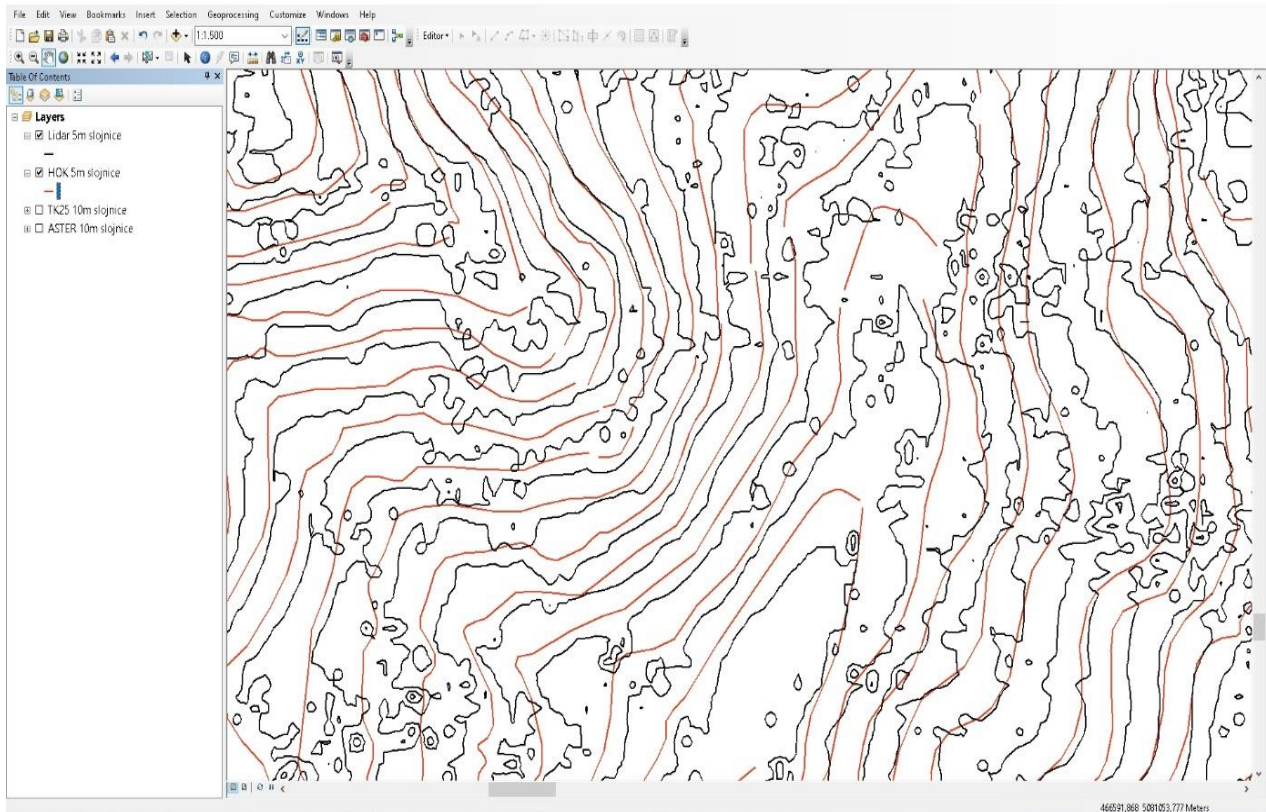 File Edit View Bookmarks Insert Selection Geoprocessing Customize Windows Help
1:1.500 Editor
Table Of Contents
Layers
Lidar 5m slojnice
HOK 5m slojnice
TK25 10m slojnice
ASTER 10m slojnice
466591,868 5081053,777 Meters